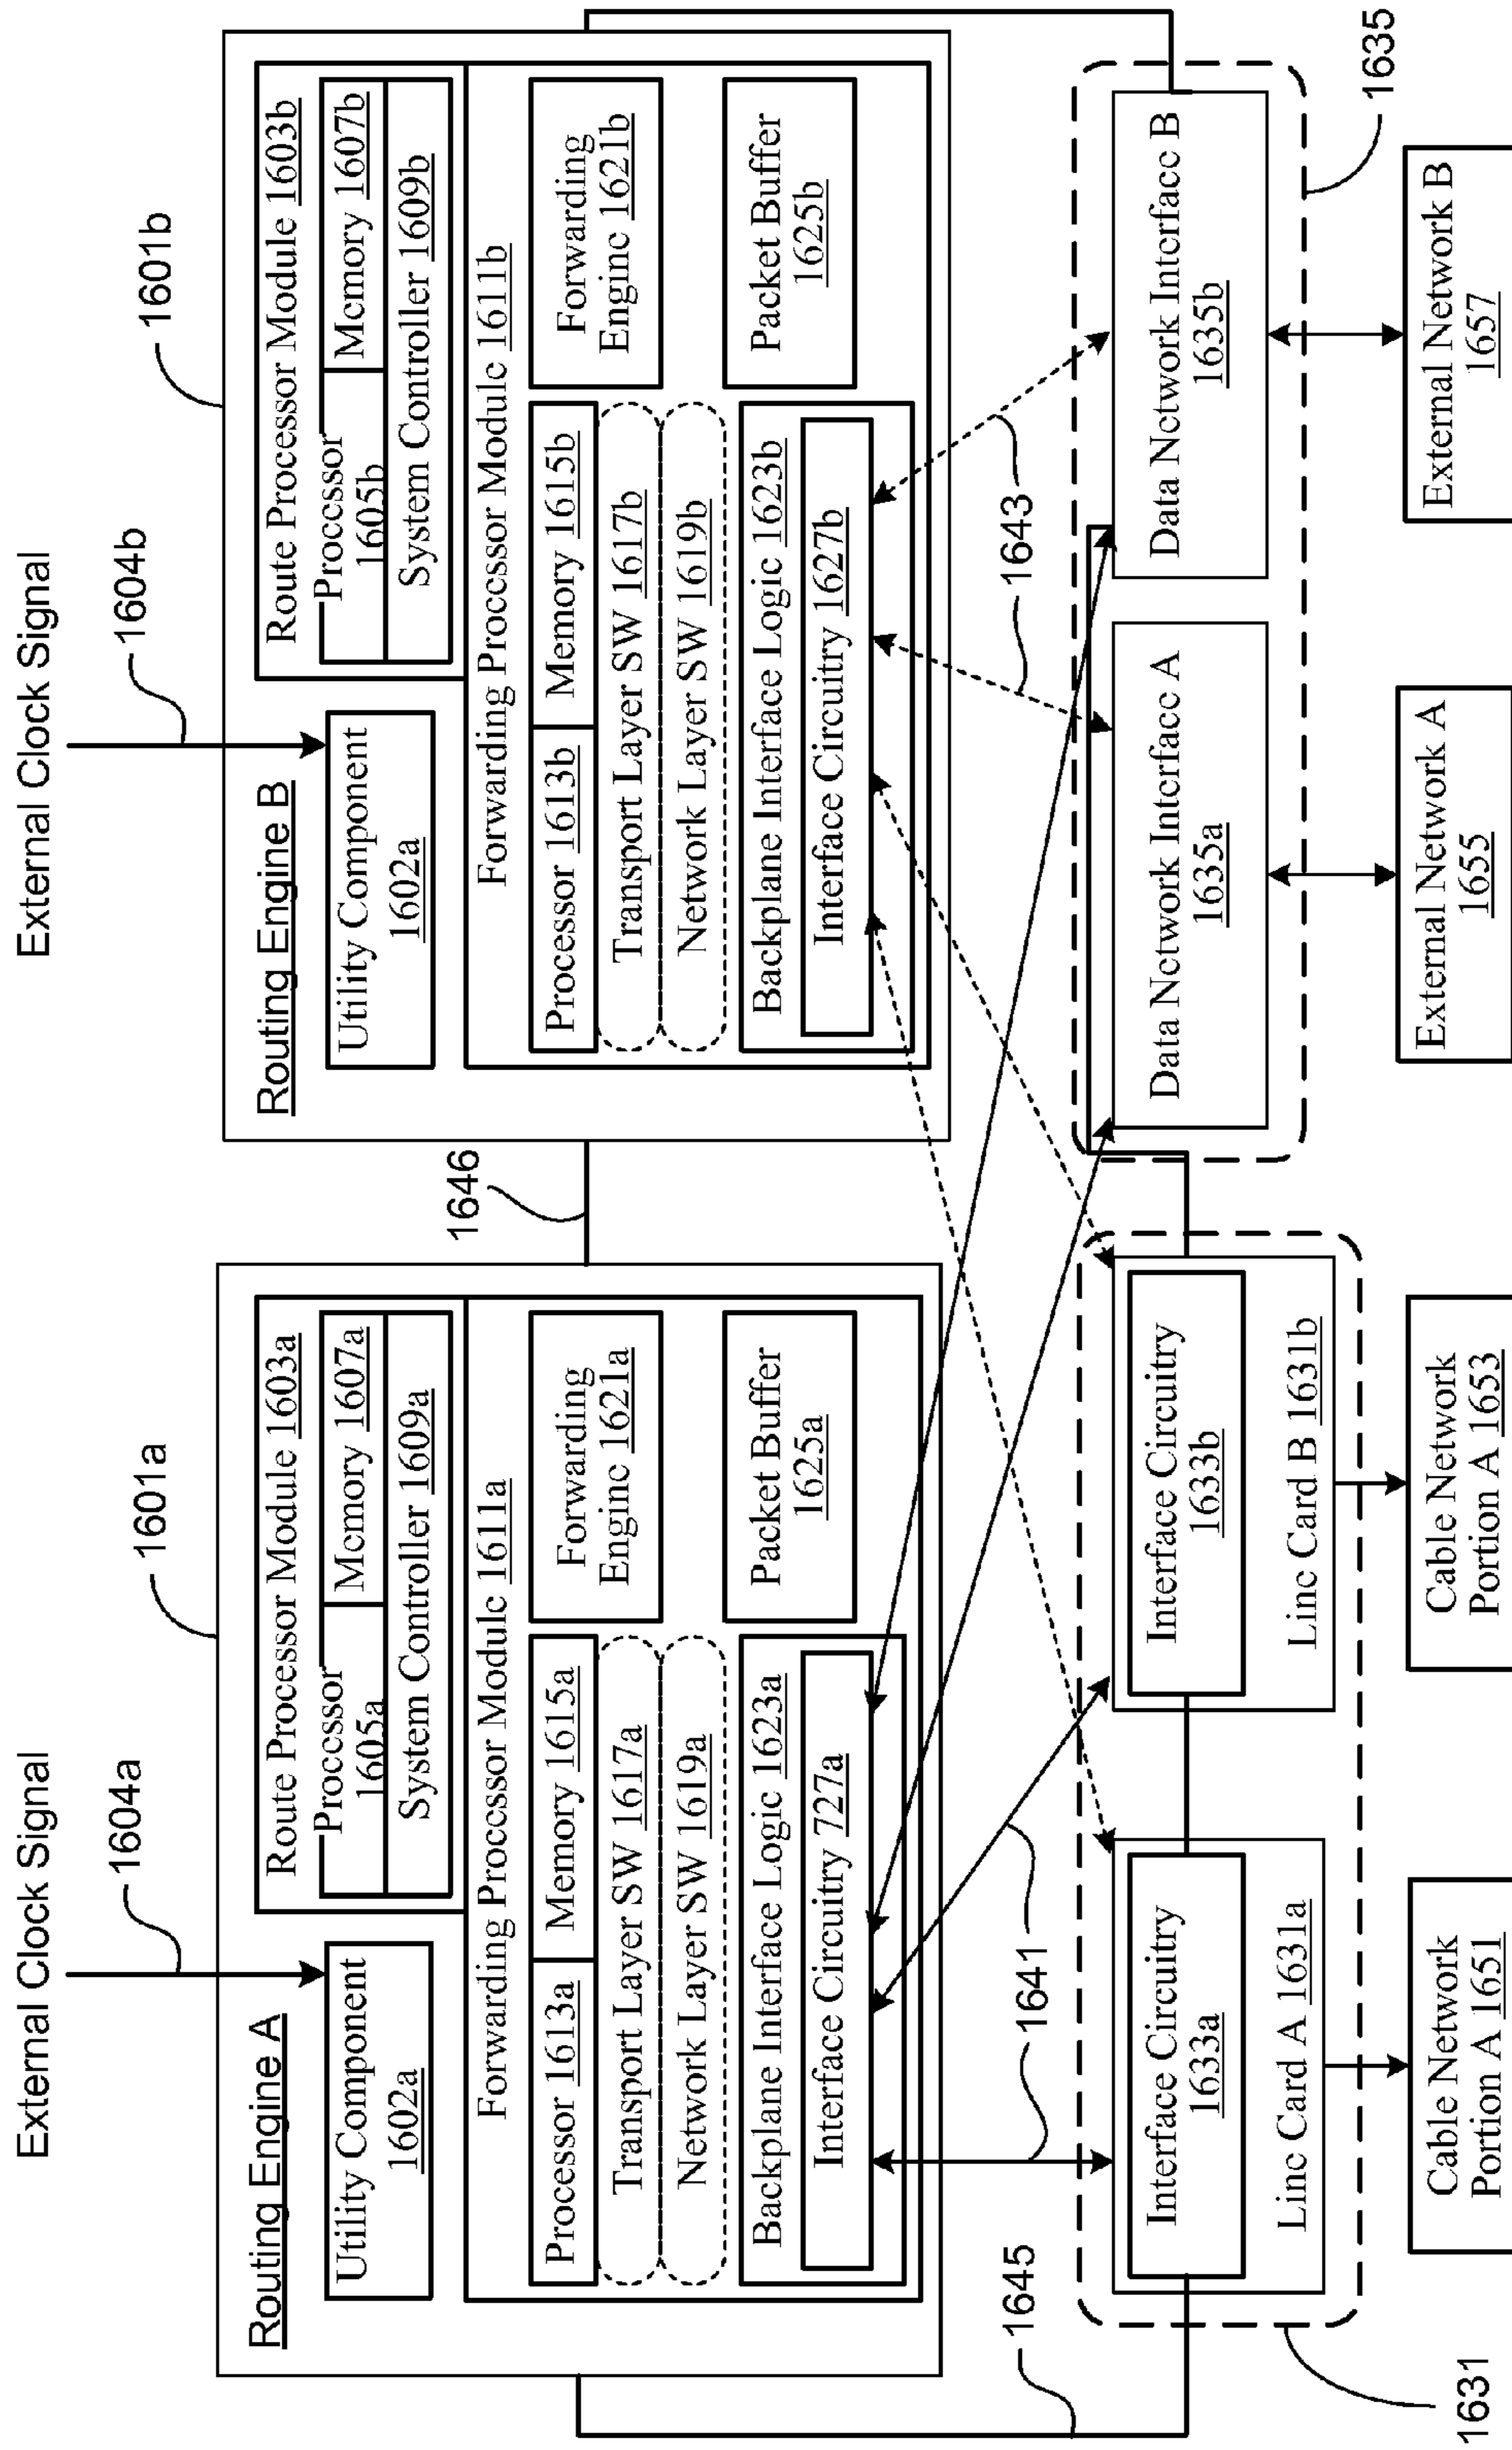 External Clock Signal
1604a
1601a
Routing Engine A
Utility Component
1602a
Route Processor Module 1603a
Processor
1605a
Memory 1607a
System Controller 1609a
Forwarding Processor Module 1611a
Processor 1613a
Memory 1615a
Transport Layer SW 1617a
Network Layer SW 1619a
Forwarding
Engine 1621a
Backplane Interface Logic 1623a
Interface Circuitry 727a
Packet Buffer
1625a
1646
External Clock Signal
1604b
1601b
Routing Engine B
Utility Component
1602a
Route Processor Module 1603b
Processor
1605b
Memory 1607b
System Controller 1609b
Forwarding Processor Module 1611b
Processor 1613b
Memory 1615b
Transport Layer SW 1617b
Network Layer SW 1619b
Forwarding
Engine 1621b
Backplane Interface Logic 1623b
Interface Circuitry 1627b
Packet Buffer
1625b
1645
1641
1643
Interface Circuitry
1633a
Line Card A 1631a
Interface Circuitry
1633b
Line Card B 1631b
Data Network Interface A
1635a
Data Network Interface B
1635b
1631
1635
Cable Network
Portion A 1651
Cable Network
Portion A 1653
External Network A
1655
External Network B
1657